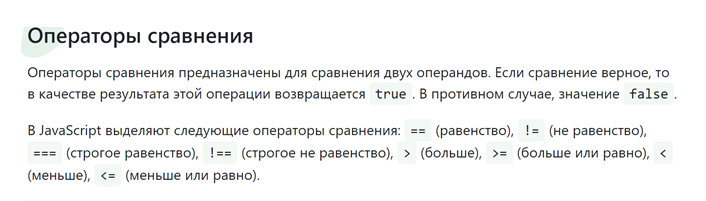 Операторы сравнения
Операторы сравнения предназначены для сравнения двух операндов. Если сравнение верное, то
в качестве результата этой операции возвращается true. В противном случае, значение false.
В JavaScript выделяют следующие операторы сравнения: == (равенство), != (не равенство),
=== (строгое равенство), !== (строгое не равенство), > (больше), >= (больше или равно), <
(меньше), <= (меньше или равно).